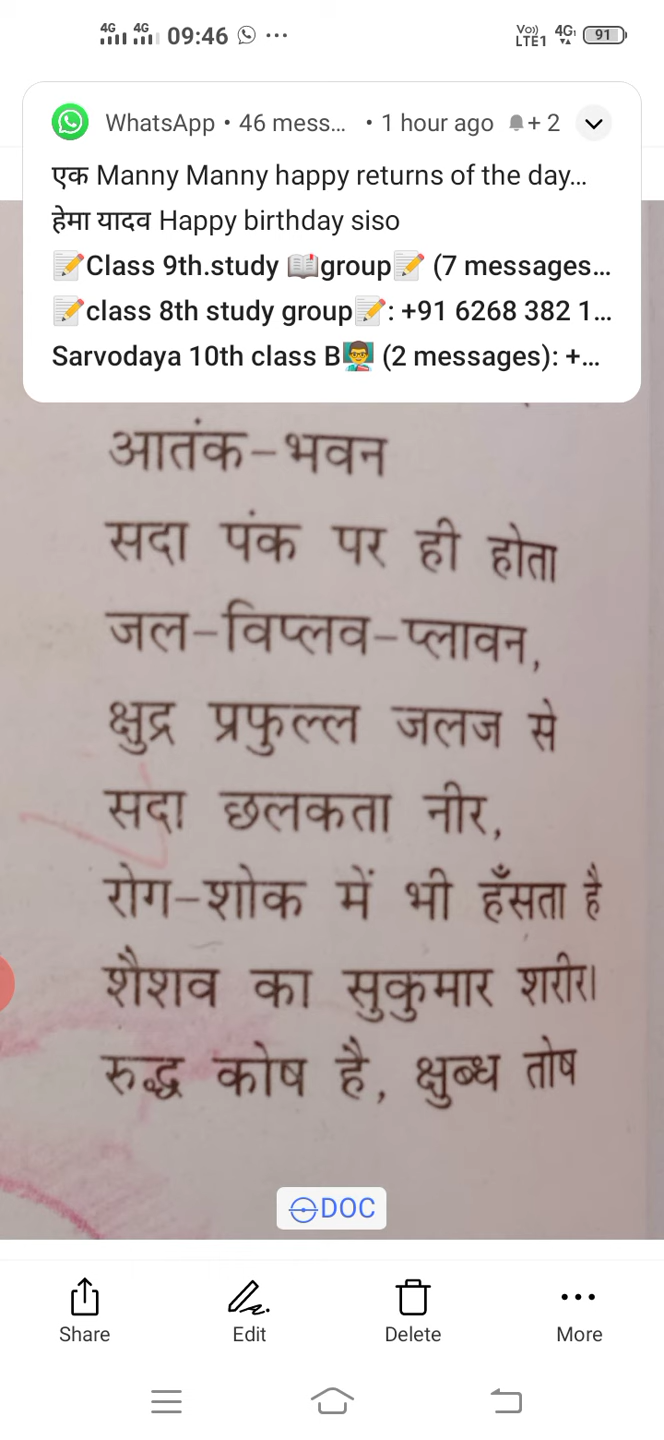 4G 4G 09:46 ... Vo)) LTE1 4G 91
WhatsApp • 46 mess... • 1 hour ago + 2
एक Manny Manny happy returns of the day...
हेमा यादव Happy birthday siso
📝Class 9th.study 📖group📝 (7 messages...
📝class 8th study group📝: +91 6268 382 1...
Sarvodaya 10th class B👨‍🏫 (2 messages): +...
आतंक-भवन
सदा पंक पर ही होता
जल-विप्लव-प्लावन,
क्षुद्र प्रफुल्ल जलज से
सदा छलकता नीर,
रोग-शोक में भी हँसता है
शैशव का सुकुमार शरीर।
रुद्ध कोष है, क्षुब्ध तोष
DOC
Share Edit Delete More